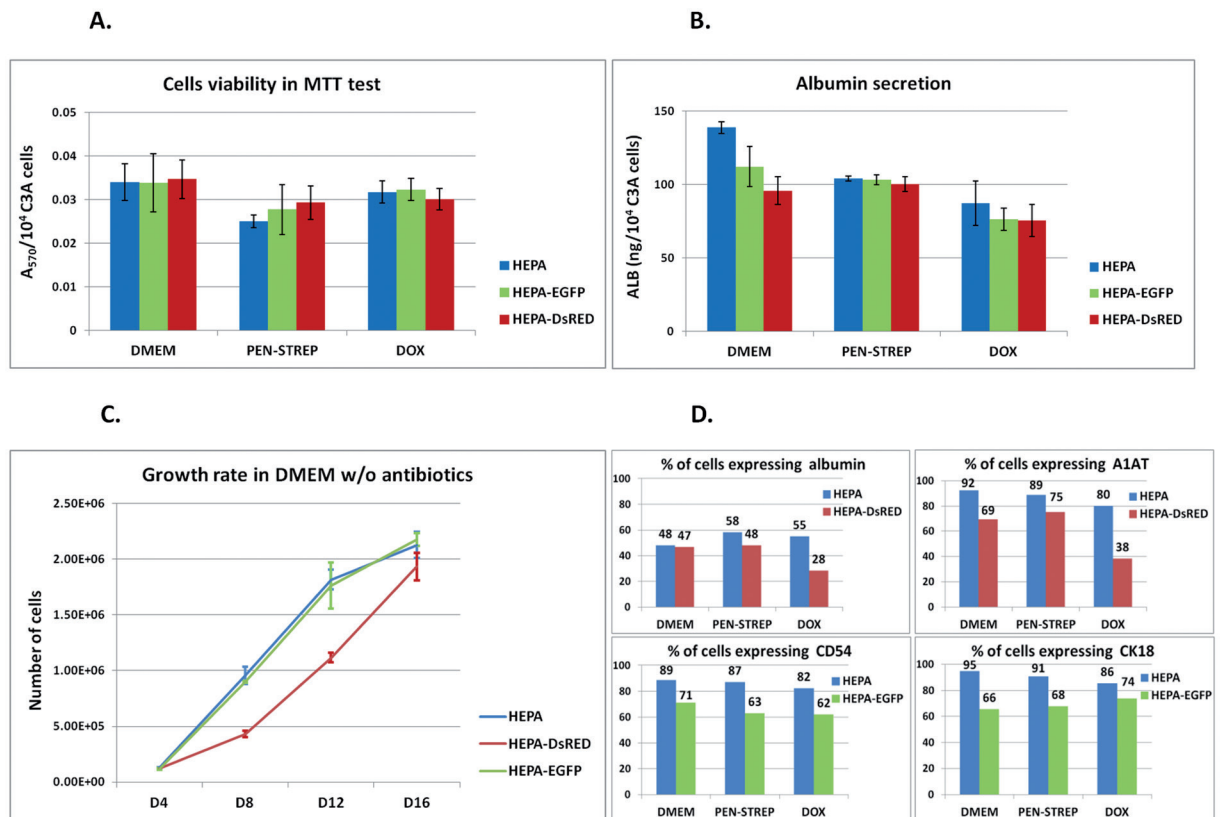 A.
Cells viability in MTT test
A₅₇₀/10⁴ C3A cells
0.05
0.04
0.03
0.02
0.01
0
DMEM PEN-STREP DOX
HEPA
HEPA-EGFP
HEPA-DsRED
B.
Albumin secretion
ALB (ng/10⁴ C3A cells)
150
100
50
0
DMEM PEN-STREP DOX
HEPA
HEPA-EGFP
HEPA-DsRED
C.
Growth rate in DMEM w/o antibiotics
Number of cells
2.50E+06
2.00E+06
1.50E+06
1.00E+06
5.00E+05
0.00E+00
D4 D8 D12 D16
HEPA
HEPA-DsRED
HEPA-EGFP
D.
% of cells expressing albumin
100
80
60
40
20
0
48 47 58 48 55 28
DMEM PEN-STREP DOX
HEPA
HEPA-DsRED
% of cells expressing A1AT
100
80
60
40
20
0
92 69 89 75 80 38
DMEM PEN-STREP DOX
HEPA
HEPA-DsRED
% of cells expressing CD54
100
80
60
40
20
0
89 71 87 63 82 62
DMEM PEN-STREP DOX
HEPA
HEPA-EGFP
% of cells expressing CK18
100
80
60
40
20
0
95 66 91 68 86 74
DMEM PEN-STREP DOX
HEPA
HEPA-EGFP